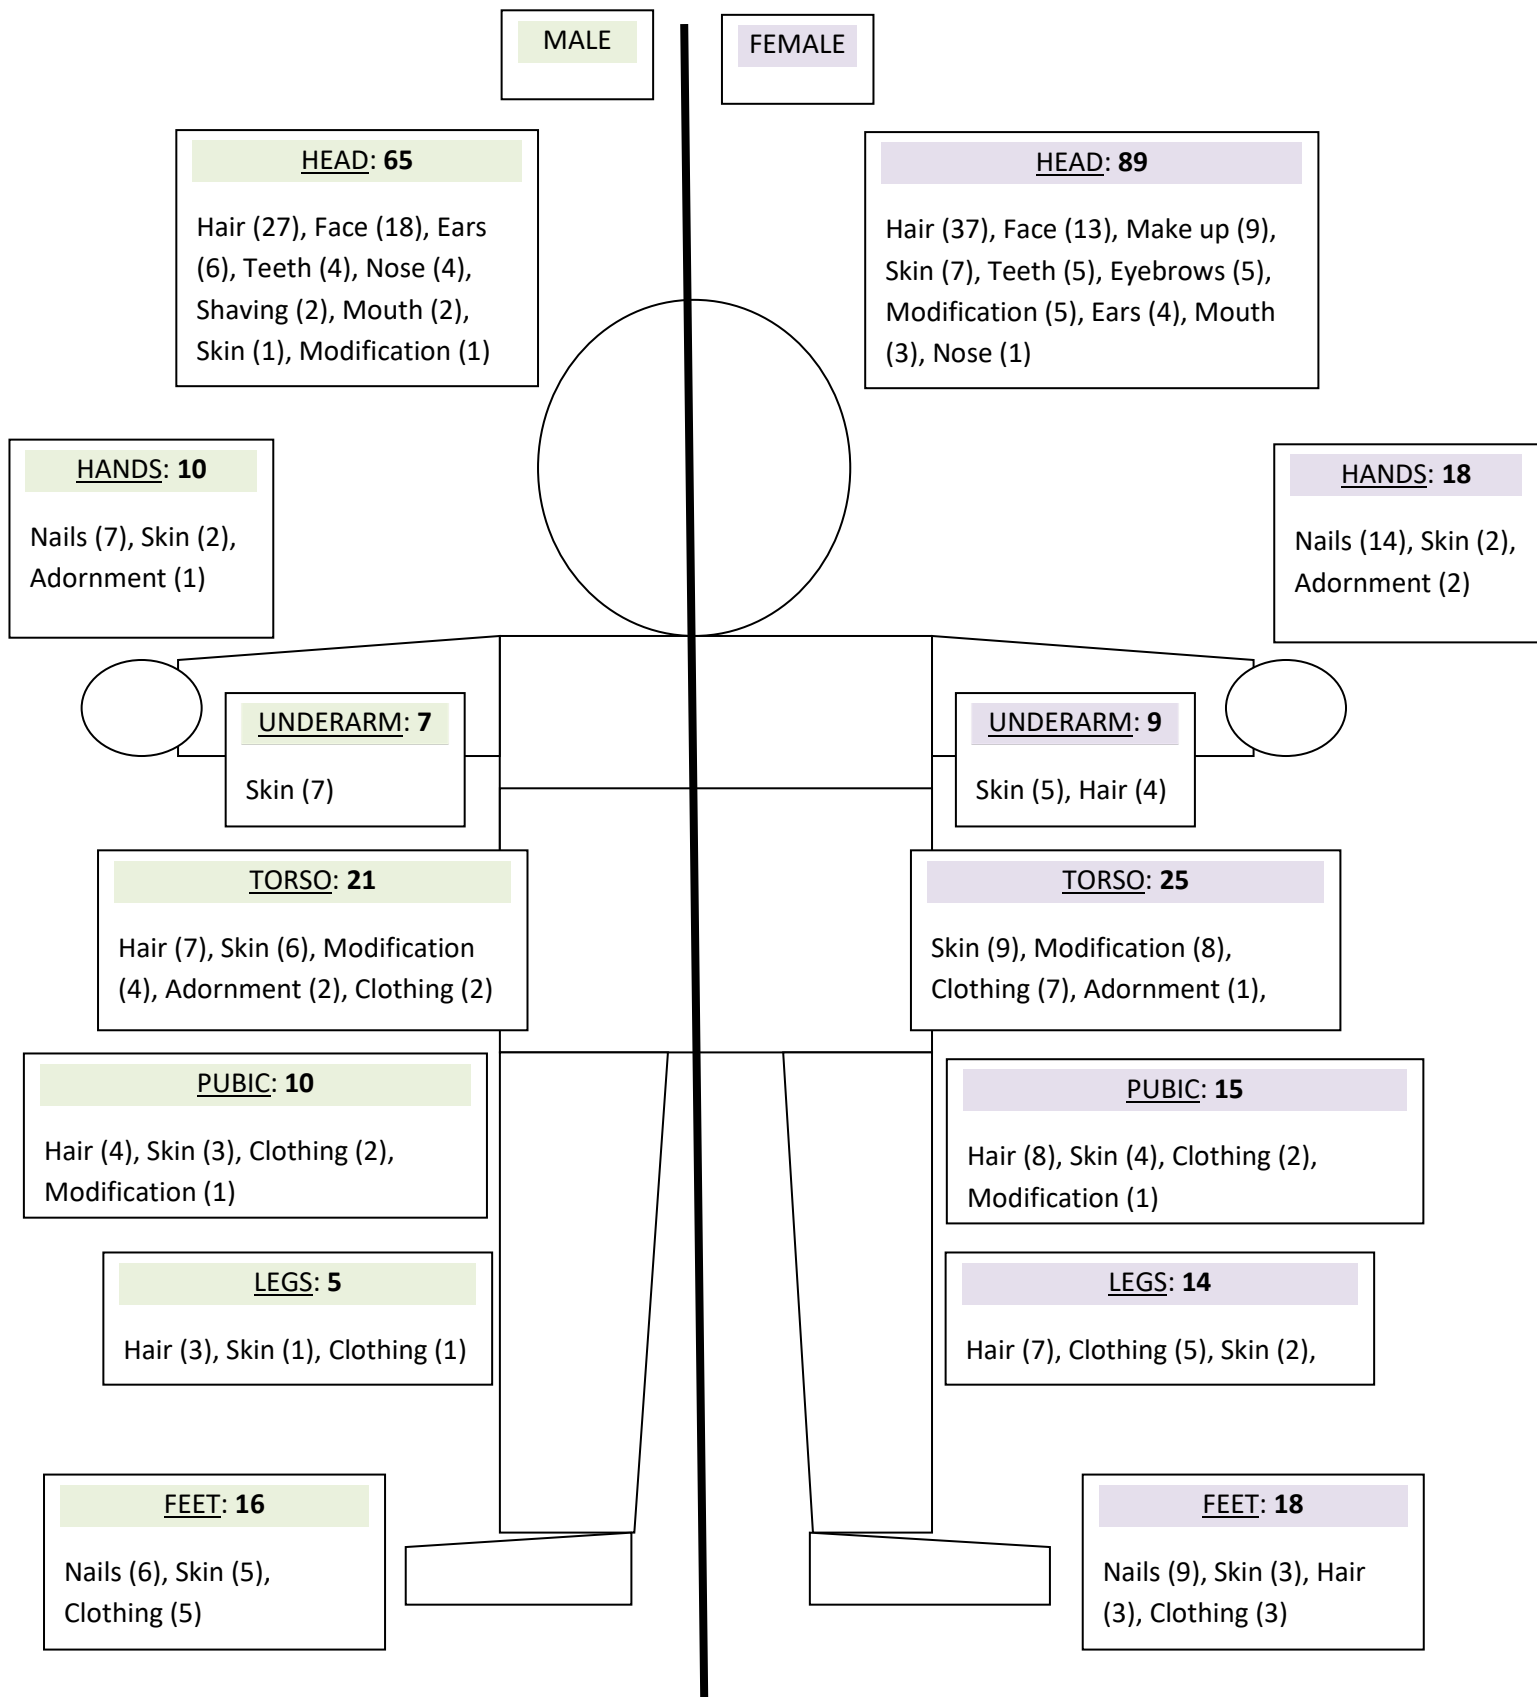 MALE
FEMALE
HEAD: 65
Hair (27), Face (18), Ears
(6), Teeth (4), Nose (4),
Shaving (2), Mouth (2),
Skin (1), Modification (1)
HEAD: 89
Hair (37), Face (13), Make up (9),
Skin (7), Teeth (5), Eyebrows (5),
Modification (5), Ears (4), Mouth
(3), Nose (1)
HANDS: 10
Nails (7), Skin (2),
Adornment (1)
HANDS: 18
Nails (14), Skin (2),
Adornment (2)
UNDERARM: 7
Skin (7)
UNDERARM: 9
Skin (5), Hair (4)
TORSO: 21
Hair (7), Skin (6), Modification
(4), Adornment (2), Clothing (2)
TORSO: 25
Skin (9), Modification (8),
Clothing (7), Adornment (1),
PUBIC: 10
Hair (4), Skin (3), Clothing (2),
Modification (1)
PUBIC: 15
Hair (8), Skin (4), Clothing (2),
Modification (1)
LEGS: 5
Hair (3), Skin (1), Clothing (1)
LEGS: 14
Hair (7), Clothing (5), Skin (2),
FEET: 16
Nails (6), Skin (5),
Clothing (5)
FEET: 18
Nails (9), Skin (3), Hair
(3), Clothing (3)